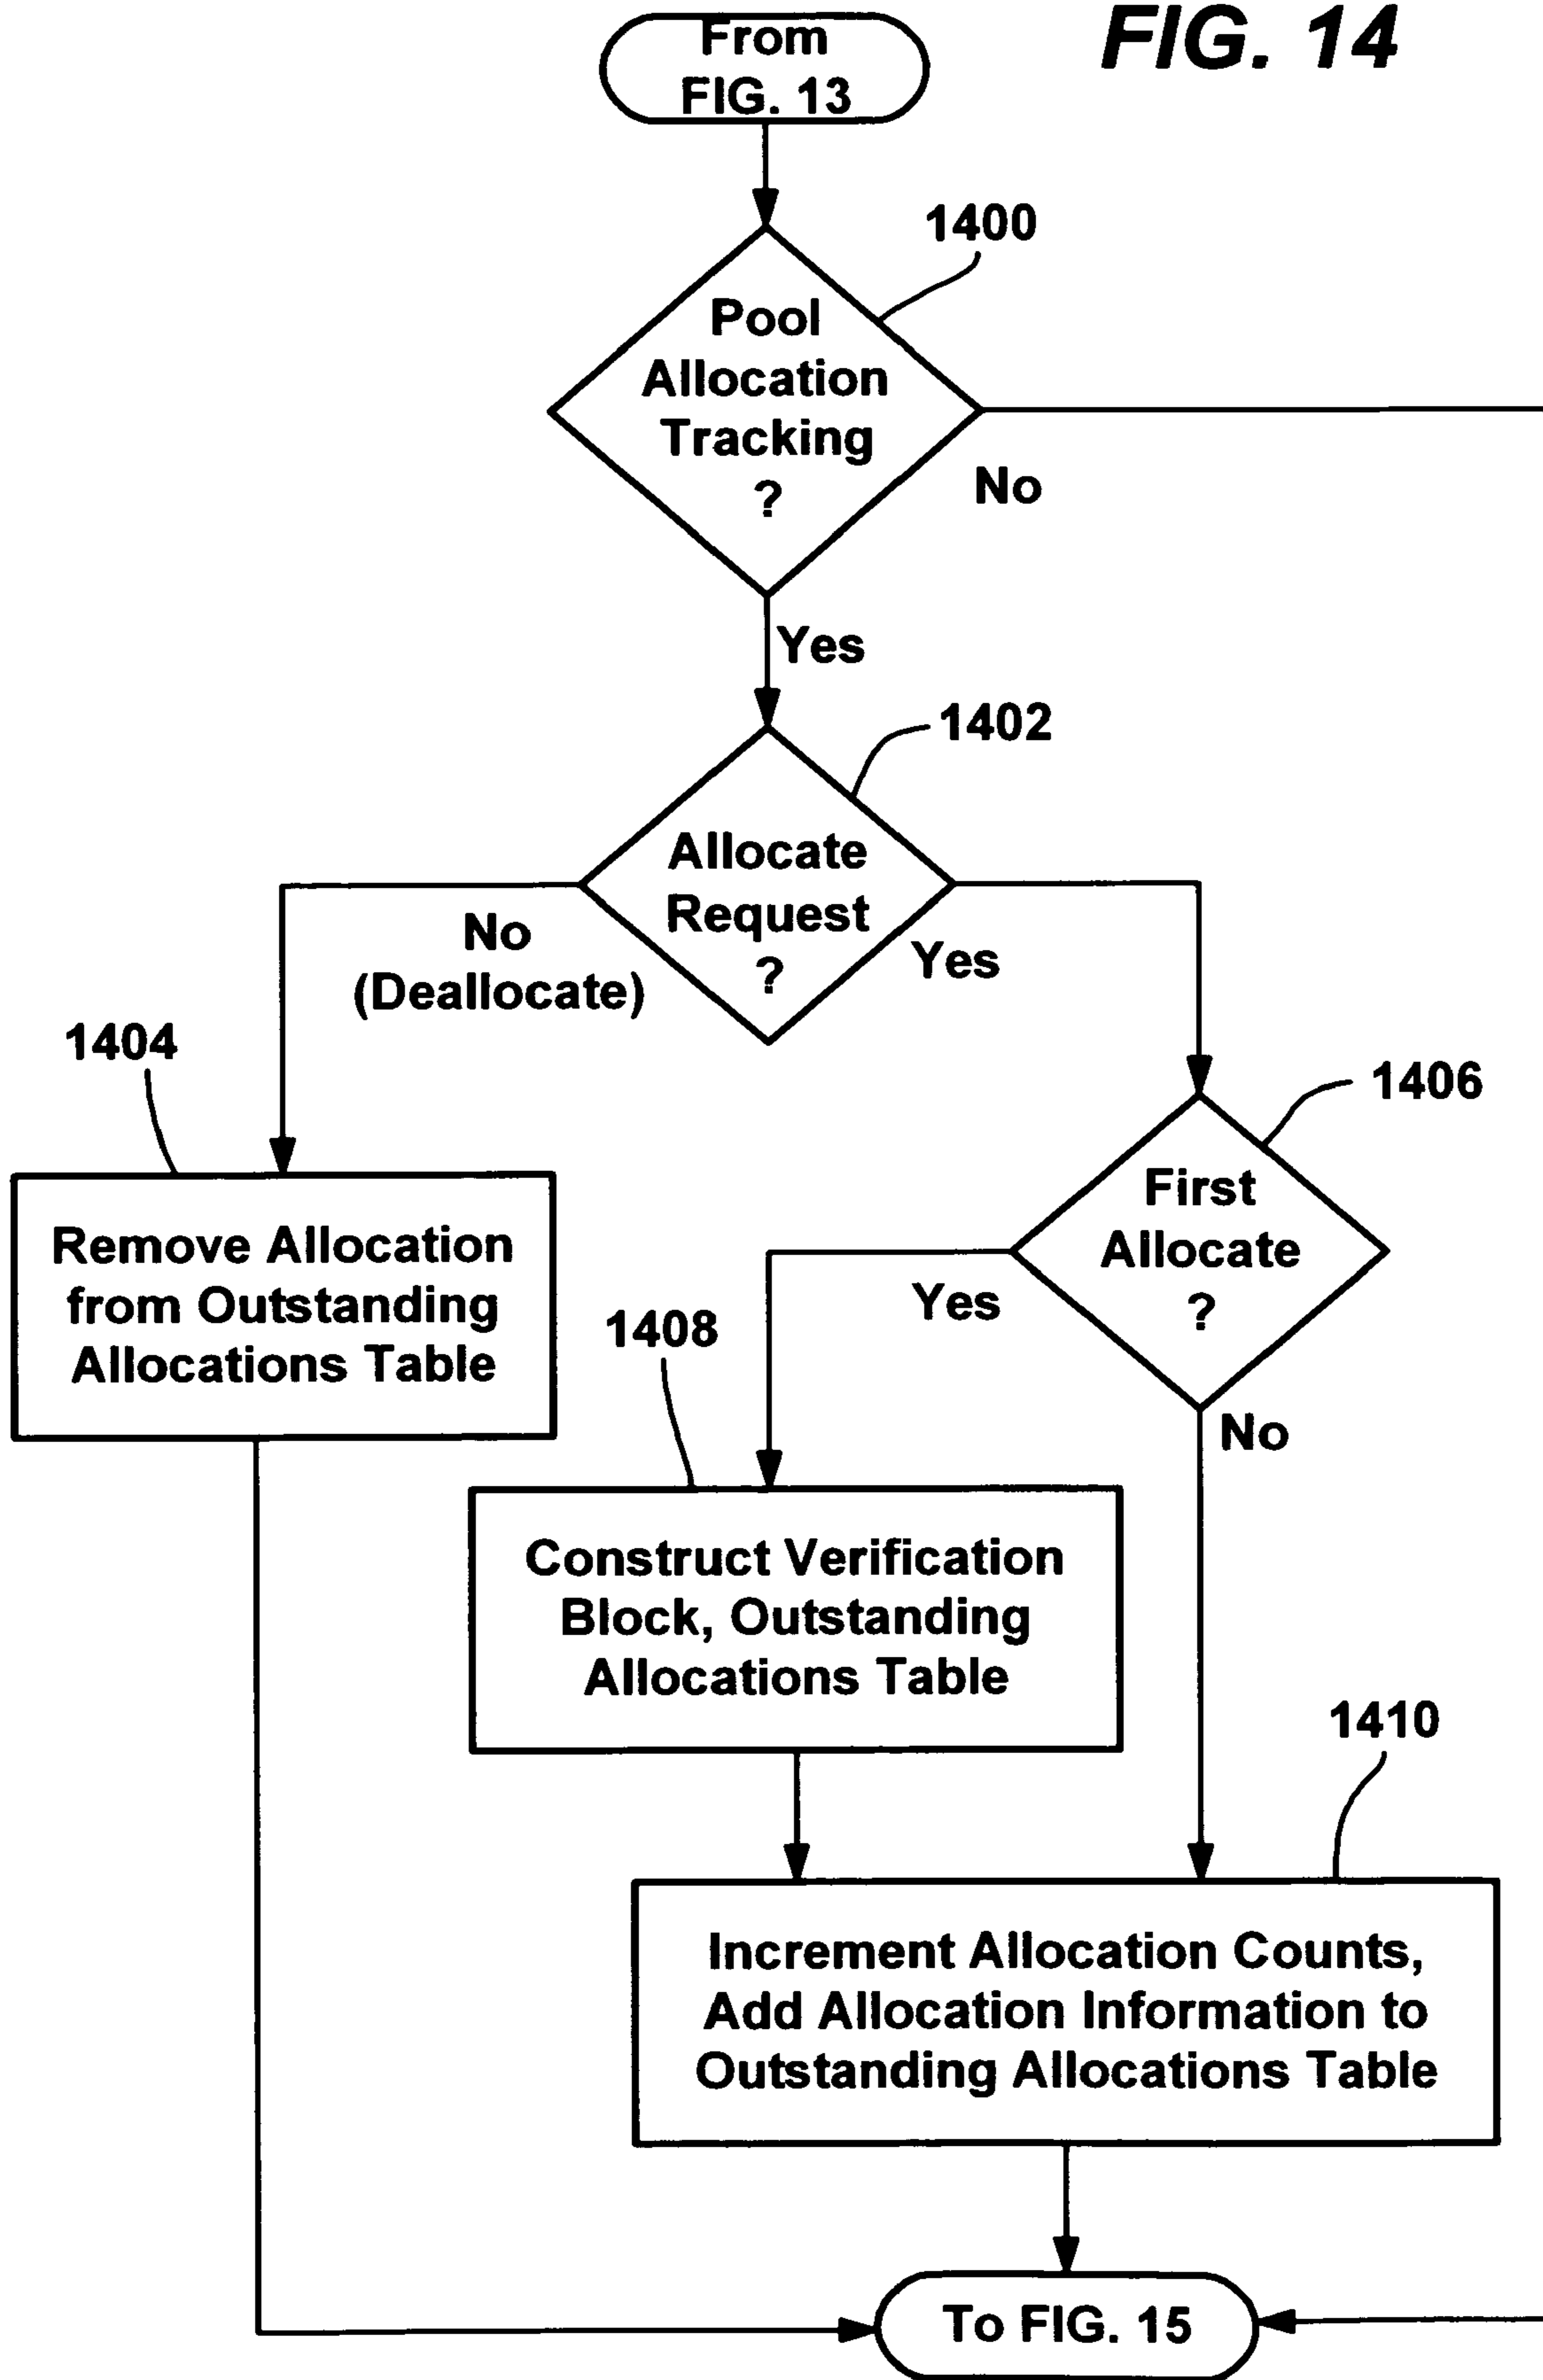 FIG. 14
From
FIG. 13
1400
Pool
Allocation
Tracking
?
No
Yes
1402
Allocate
Request
?
No
(Deallocate)
Yes
1404
1406
Remove Allocation
from Outstanding
Allocations Table
First
Allocate
?
Yes
No
1408
Construct Verification
Block, Outstanding
Allocations Table
1410
Increment Allocation Counts,
Add Allocation Information to
Outstanding Allocations Table
To FIG. 15